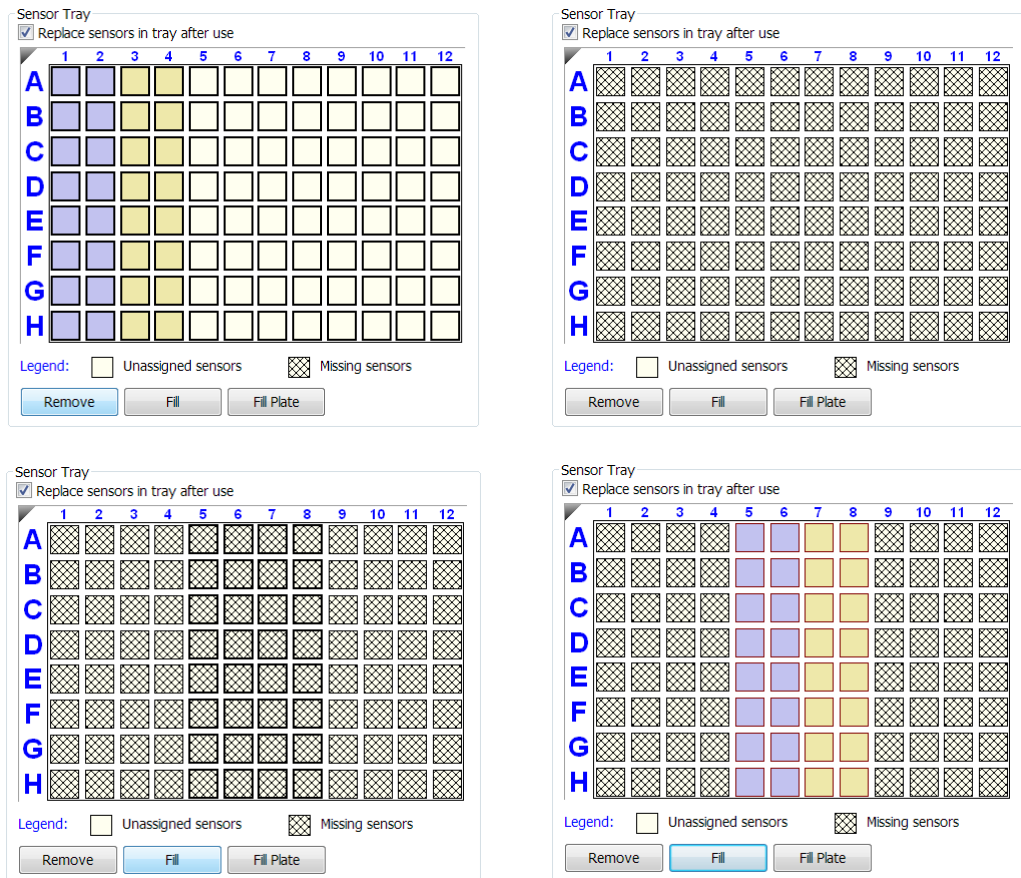 Sensor Tray
Replace sensors in tray after use
1 2 3 4 5 6 7 8 9 10 11 12
A
B
C
D
E
F
G
H
Legend: Unassigned sensors Missing sensors
Remove Fill Fill Plate
Sensor Tray
Replace sensors in tray after use
1 2 3 4 5 6 7 8 9 10 11 12
A
B
C
D
E
F
G
H
Legend: Unassigned sensors Missing sensors
Remove Fill Fill Plate
Sensor Tray
Replace sensors in tray after use
1 2 3 4 5 6 7 8 9 10 11 12
A
B
C
D
E
F
G
H
Legend: Unassigned sensors Missing sensors
Remove Fill Fill Plate
Sensor Tray
Replace sensors in tray after use
1 2 3 4 5 6 7 8 9 10 11 12
A
B
C
D
E
F
G
H
Legend: Unassigned sensors Missing sensors
Remove Fill Fill Plate